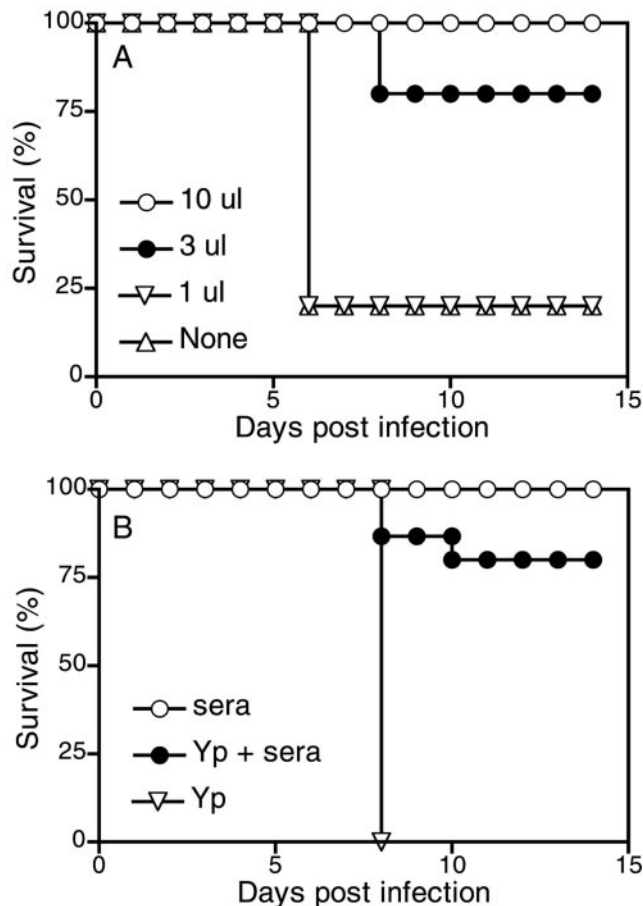 100
A
75
Survival (%)
50
10 ul
3 ul
25
1 ul
None
0
0 5 10 15
Days post infection
100
B
75
Survival (%)
50
sera
Yp + sera
25
Yp
0
0 5 10 15
Days post infection